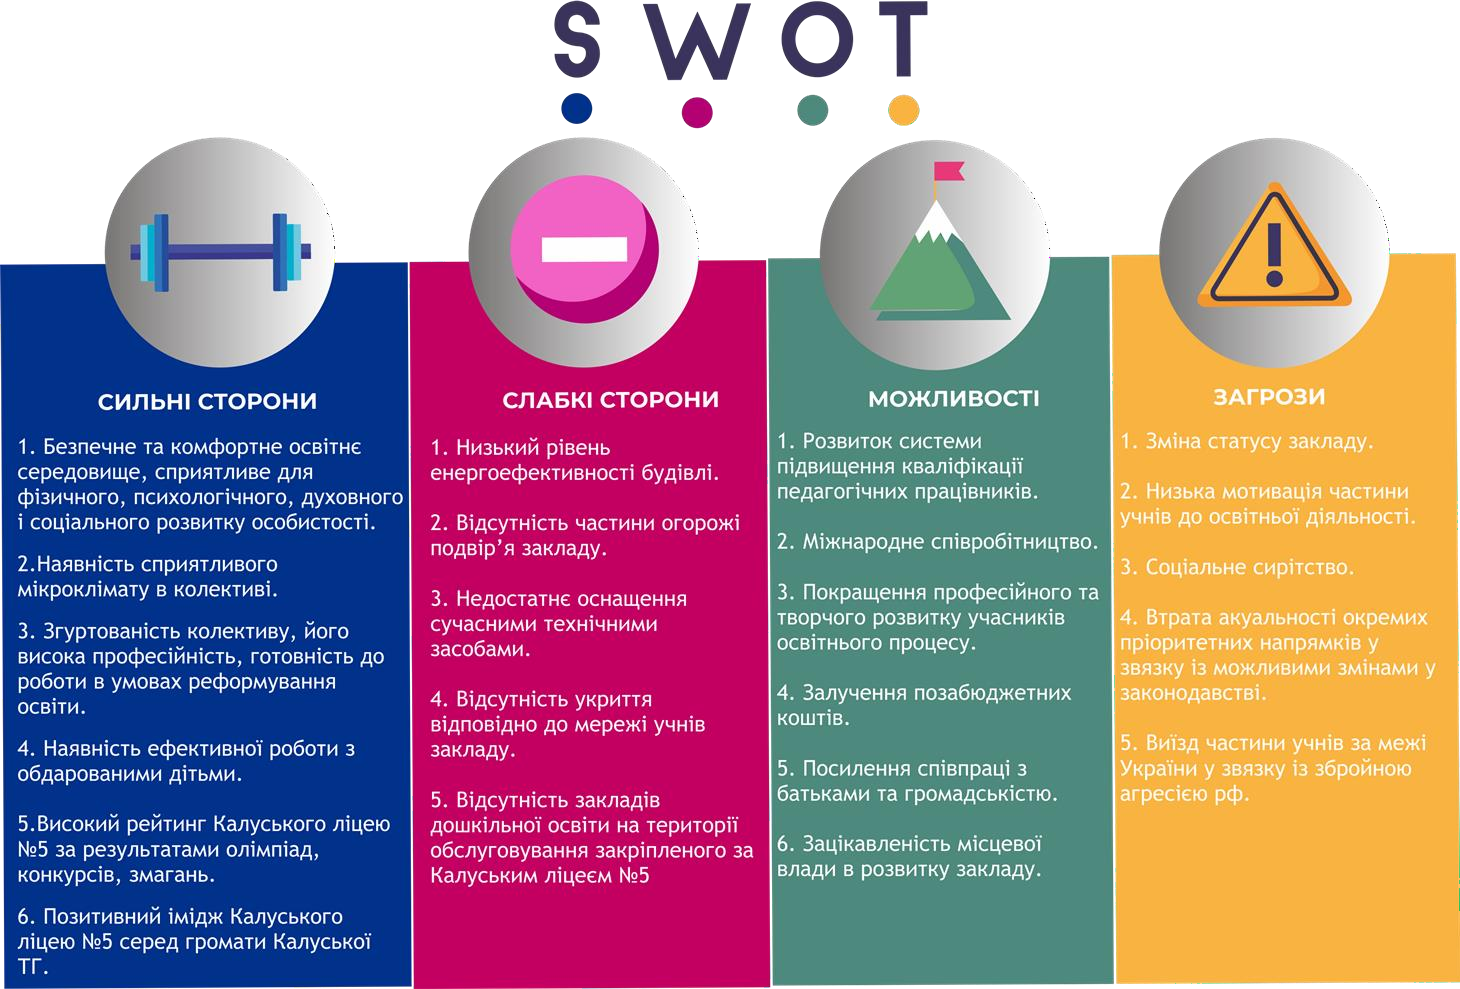 SWOT
СИЛЬНІ СТОРОНИ
1. Безпечне та комфортне освітнє
середовище, сприятливе для
фізичного, психологічного, духовного
і соціального розвитку особистості.
2.Наявність сприятливого
мікроклімату в колективі.
3. Згуртованість колективу, його
висока професійність, готовність до
роботи в умовах реформування
освіти.
4. Наявність ефективної роботи з
обдарованими дітьми.
5.Високий рейтинг Калуського ліцею
№5 за результатами олімпіад,
конкурсів, змагань.
6. Позитивний імідж Калуського
ліцею №5 серед громати Калуської
ТГ.
СЛАБКІ СТОРОНИ
1. Низький рівень
енергоефективності будівлі.
2. Відсутність частини огорожі
подвір’я закладу.
3. Недостатнє оснащення
сучасними технічними
засобами.
4. Відсутність укриття
відповідно до мережі учнів
закладу.
5. Відсутність закладів
дошкільної освіти на території
обслуговування закріпленого за
Калуським ліцеєм №5
МОЖЛИВОСТІ
1. Розвиток системи
підвищення кваліфікації
педагогічних працівників.
2. Міжнародне співробітництво.
3. Покращення професійного та
творчого розвитку учасників
освітнього процесу.
4. Залучення позабюджетних
коштів.
5. Посилення співпраці з
батьками та громадськістю.
6. Зацікавленість місцевої
влади в розвитку закладу.
ЗАГРОЗИ
1. Зміна статусу закладу.
2. Низька мотивація частини
учнів до освітньої діяльності.
3. Соціальне сирітство.
4. Втрата акуальності окремих
пріоритетних напрямків у
звязку із можливими змінами у
законодавстві.
5. Виїзд частини учнів за межі
України у звязку із збройною
агресією рф.